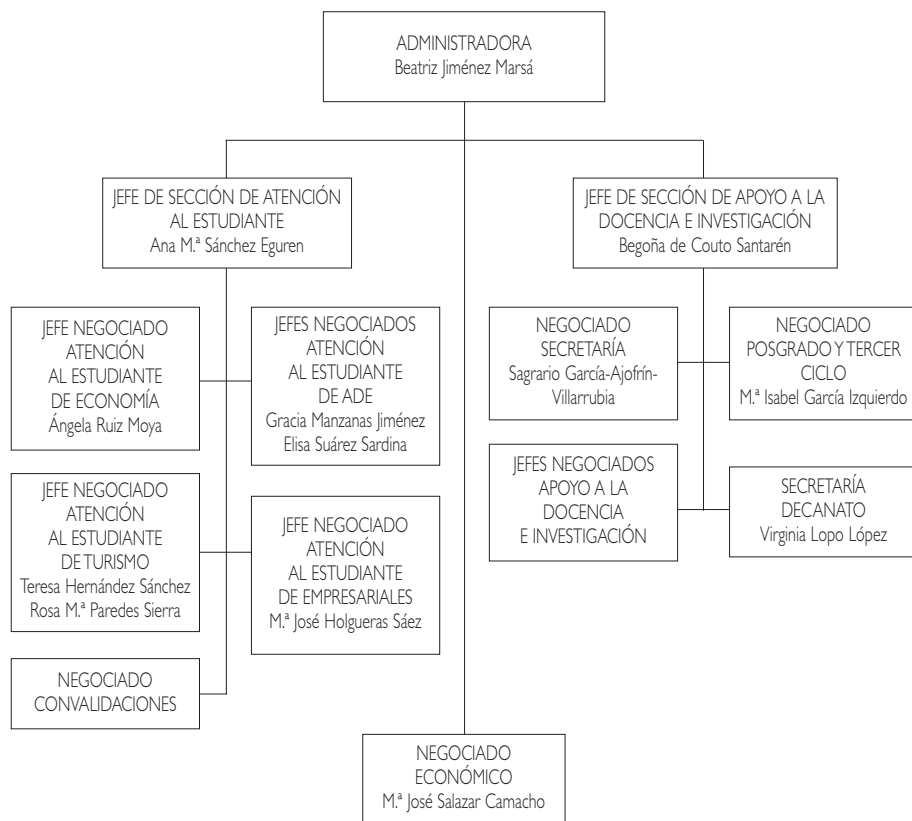 ADMINISTRADORA
Beatriz Jiménez Marsá
JEFE DE SECCIÓN DE ATENCIÓN
AL ESTUDIANTE
Ana M.ª Sánchez Eguren
JEFE DE SECCIÓN DE APOYO A LA
DOCENCIA E INVESTIGACIÓN
Begoña de Couto Santarén
JEFE NEGOCIADO
ATENCIÓN
AL ESTUDIANTE
DE ECONOMÍA
Ángela Ruiz Moya
JEFES NEGOCIADOS
ATENCIÓN
AL ESTUDIANTE
DE ADE
Gracia Manzanas Jiménez
Elisa Suárez Sardina
NEGOCIADO
SECRETARÍA
Sagrario García-Ajofrín-
Villarrubia
NEGOCIADO
POSGRADO Y TERCER
CICLO
M.ª Isabel García Izquierdo
JEFE NEGOCIADO
ATENCIÓN
AL ESTUDIANTE
DE TURISMO
Teresa Hernández Sánchez
Rosa M.ª Paredes Sierra
JEFE NEGOCIADO
ATENCIÓN
AL ESTUDIANTE
DE EMPRESARIALES
M.ª José Holgueras Sáez
JEFES NEGOCIADOS
APOYO A LA
DOCENCIA
E INVESTIGACIÓN
SECRETARÍA
DECANATO
Virginia Lopo López
NEGOCIADO
CONVALIDACIONES
NEGOCIADO
ECONÓMICO
M.ª José Salazar Camacho